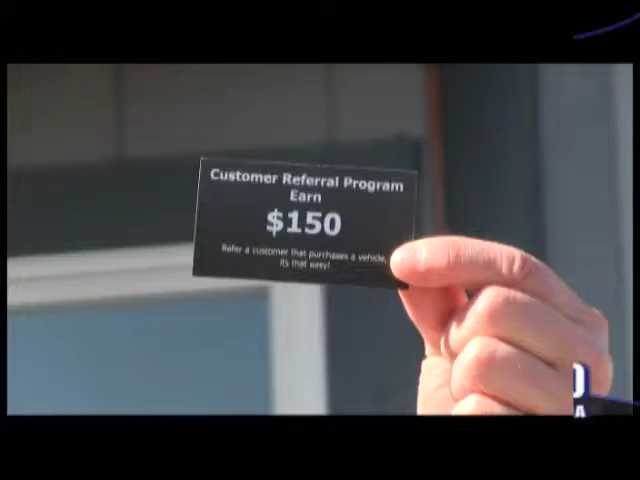 Customer Referral Program
Earn
$150
Refer a customer that purchases a vehicle,
its that easy!
A